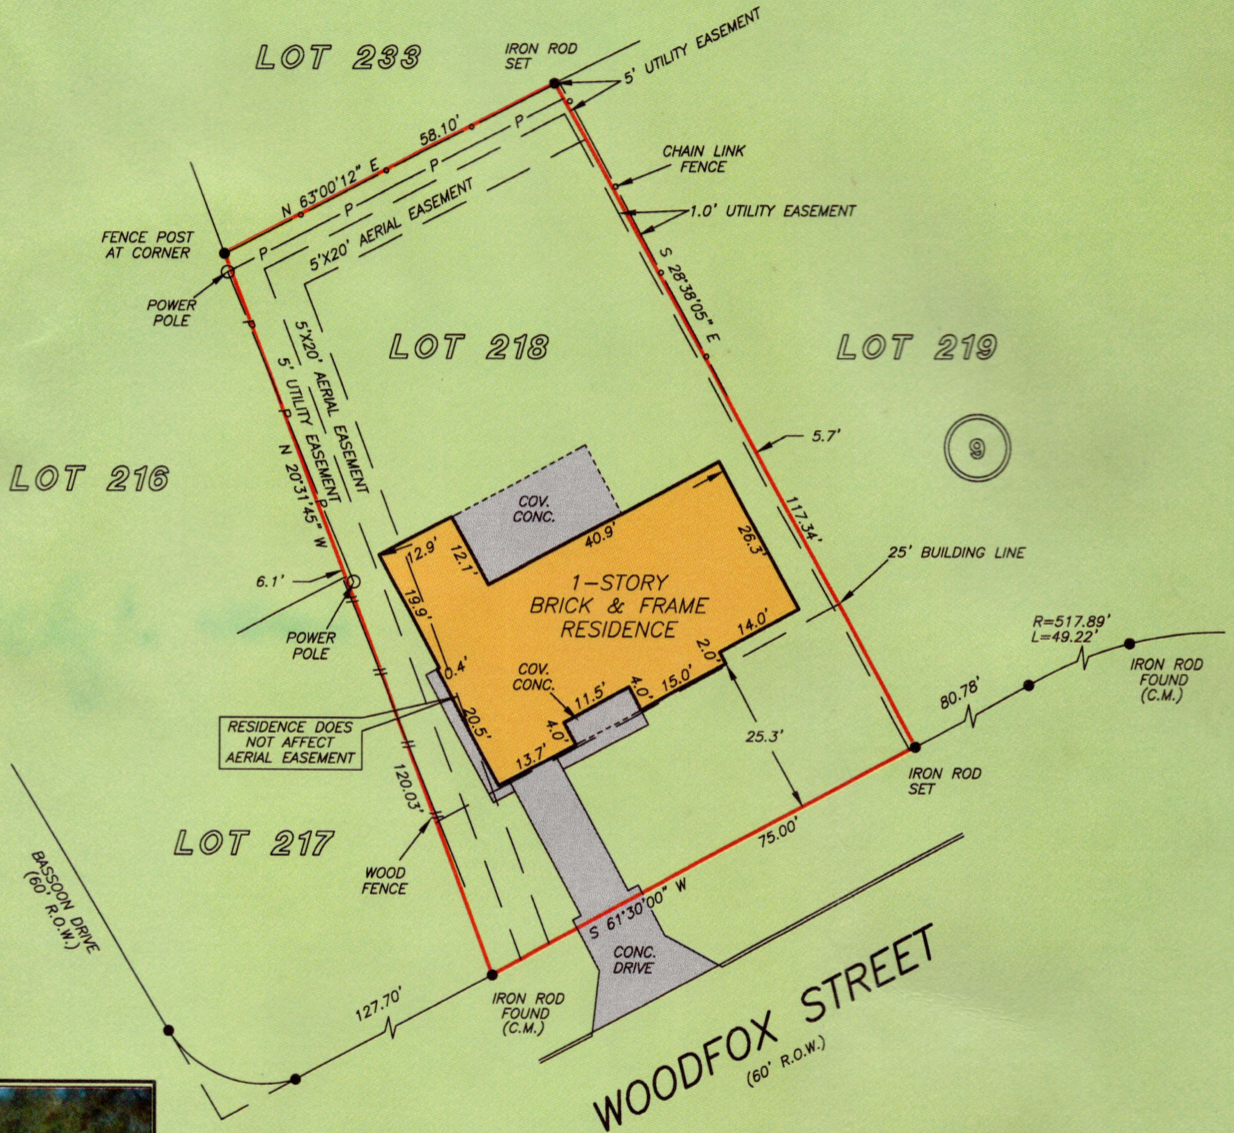 LOT 233
IRON ROD
SET
5' UTILITY EASEMENT
58.10'
N 63°00'12" E
P
P
P
P
CHAIN LINK
FENCE
1.0' UTILITY EASEMENT
5'X20' AERIAL EASEMENT
FENCE POST
AT CORNER
POWER
POLE
S 28°38'05" E
LOT 218
LOT 219
9
5'X20' AERIAL EASEMENT
5' UTILITY EASEMENT
P
P
P
N 20°31'45" W
LOT 216
5.7'
117.34'
COV.
CONC.
40.9'
12.9'
12.1'
26.3'
25' BUILDING LINE
6.1'
19.9'
1-STORY
BRICK & FRAME
RESIDENCE
14.0'
2.0'
POWER
POLE
R=517.89'
L=49.22'
IRON ROD
FOUND
(C.M.)
0.4'
COV.
CONC.
11.5'
4.0'
15.0'
4.0'
20.5'
13.7'
80.78'
RESIDENCE DOES
NOT AFFECT
AERIAL EASEMENT
25.3'
IRON ROD
SET
120.03'
75.00'
LOT 217
WOOD
FENCE
BASSOON DRIVE
(60' R.O.W.)
S 61°30'00" W
CONC.
DRIVE
127.70'
IRON ROD
FOUND
(C.M.)
WOODFOX STREET
(60' R.O.W.)